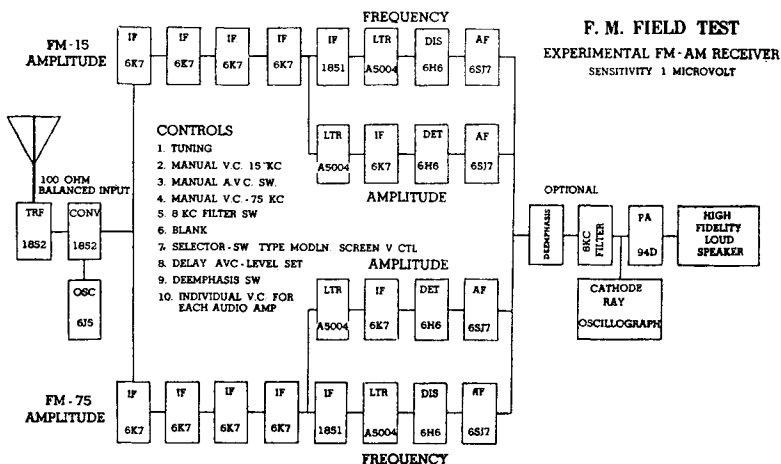 F. M. FIELD TEST
EXPERIMENTAL FM-AM RECEIVER
SENSITIVITY 1 MICROVOLT
FREQUENCY
FM-15
AMPLITUDE
IF IF IF IF IF LTR DIS AF
6K7 6K7 6K7 6K7 1851 A5004 6H6 6SJ7
LTR IF DET AF
A5004 6K7 6H6 6SJ7
AMPLITUDE
CONTROLS
1. TUNING
2. MANUAL V.C. 15 KC
3. MANUAL A.V.C. SW.
4. MANUAL V.C.-75 KC
5. 8 KC FILTER SW
6. BLANK
7. SELECTOR-SW TYPE MODLN. SCREEN V CTL
8. DELAY AVC-LEVEL SET
9. DEEMPHASIS SW
10. INDIVIDUAL V.C. FOR
EACH AUDIO AMP
100 OHM
BALANCED INPUT
TRF CONV
1852 1852
OSC
6J5
OPTIONAL
DEEMPHASIS
8KC FILTER
PA
94D
HIGH
FIDELITY
LOUD
SPEAKER
CATHODE
RAY
OSCILLOGRAPH
AMPLITUDE
LTR IF DET AF
A5004 6K7 6H6 6SJ7
FM-75
AMPLITUDE
IF IF IF IF IF LTR DIS AF
6K7 6K7 6K7 6K7 1851 A5004 6H6 6SJ7
FREQUENCY